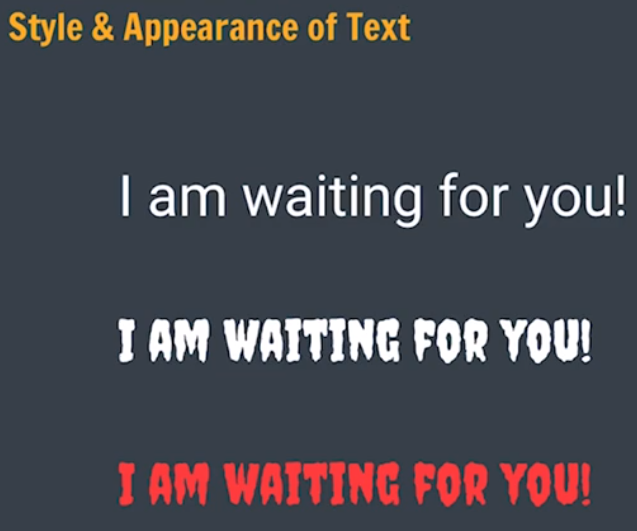 Style & Appearance of Text
I am waiting for you!
I AM WAITING FOR YOU!
I AM WAITING FOR YOU!